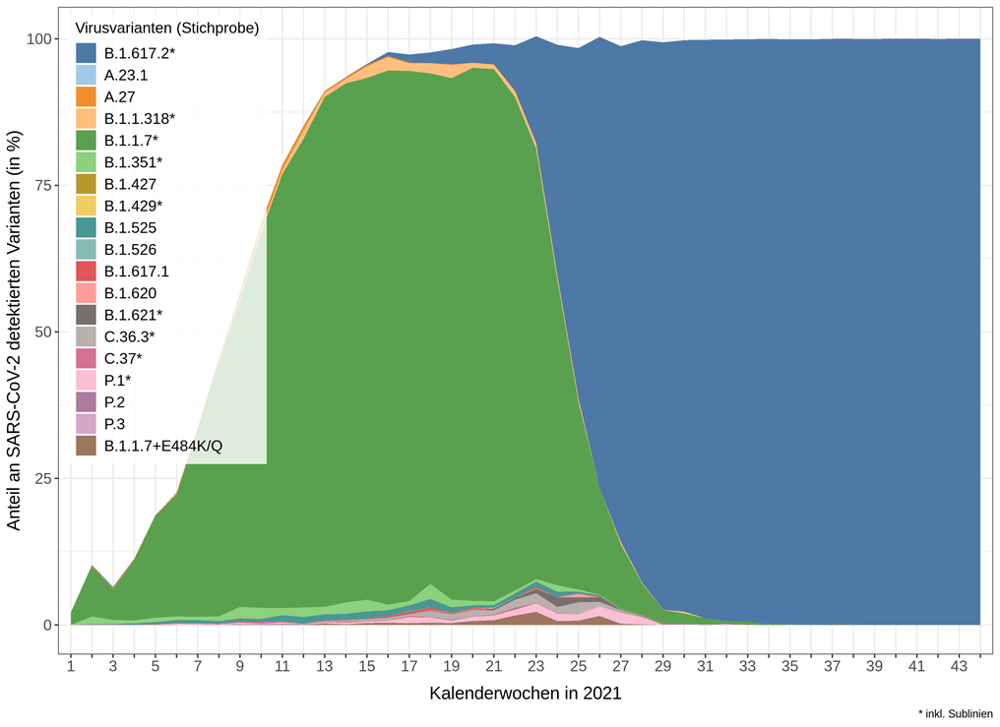 Virusvarianten (Stichprobe)
B.1.617.2*
A.23.1
A.27
B.1.1.318*
B.1.1.7*
B.1.351*
B.1.427
B.1.429*
B.1.525
B.1.526
B.1.617.1
B.1.620
B.1.621*
C.36.3*
C.37*
P.1*
P.2
P.3
B.1.1.7+E484K/Q
Anteil an SARS-CoV-2 detektierten Varianten (in %)
100
75
50
25
0
1 3 5 7 9 11 13 15 17 19 21 23 25 27 29 31 33 35 37 39 41 43
Kalenderwochen in 2021
* inkl. Sublinien